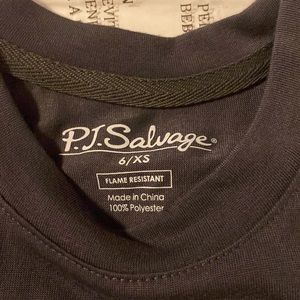 P.J. Salvage®
6/XS
FLAME RESISTANT
Made in China
100% Polyester